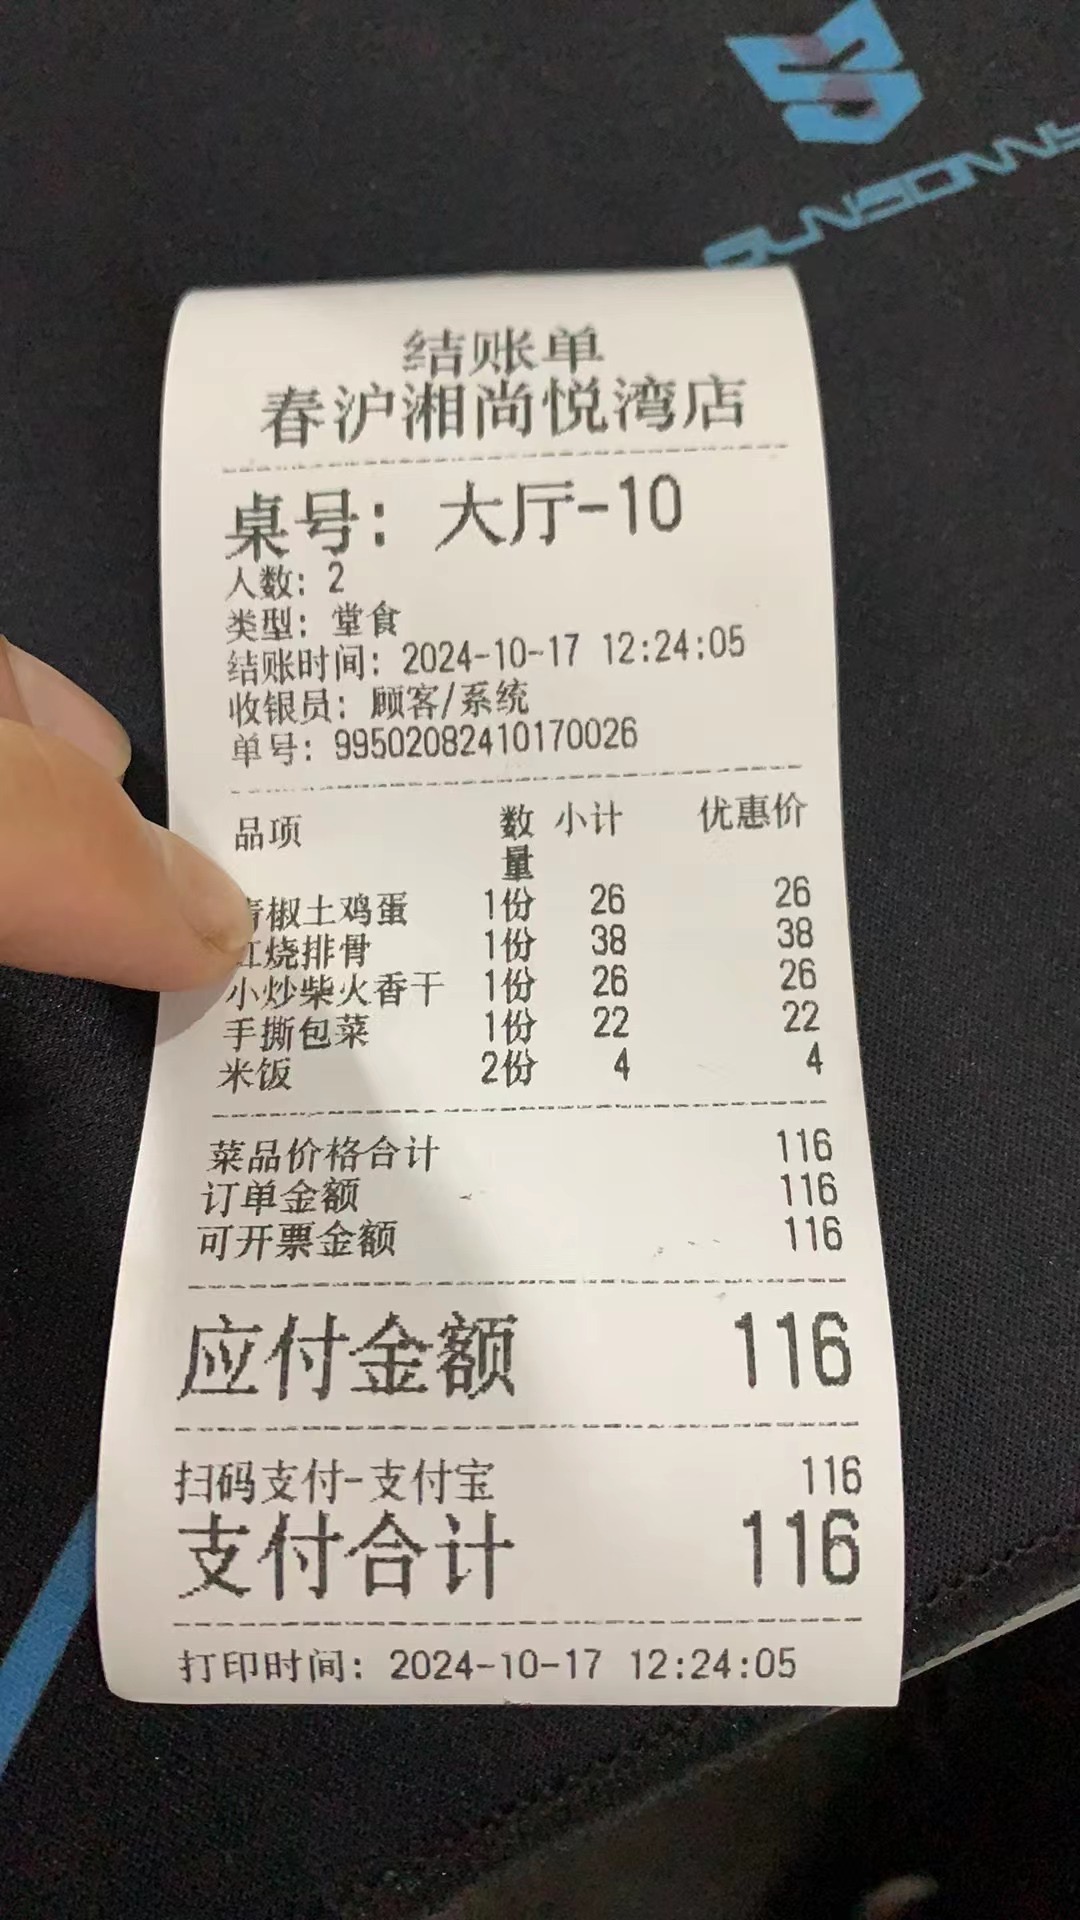 结账单
春沪湘尚悦湾店
桌号：大厅-10
人数：2
类型：堂食
结账时间：2024-10-17 12:24:05
收银员：顾客/系统
单号：99502082410170026
品项 数量 小计 优惠价
青椒土鸡蛋 1份 26 26
红烧排骨 1份 38 38
小炒柴火香干 1份 26 26
手撕包菜 1份 22 22
米饭 2份 4 4
菜品价格合计 116
订单金额 116
可开票金额 116
应付金额 116
扫码支付-支付宝 116
支付合计 116
打印时间：2024-10-17 12:24:05